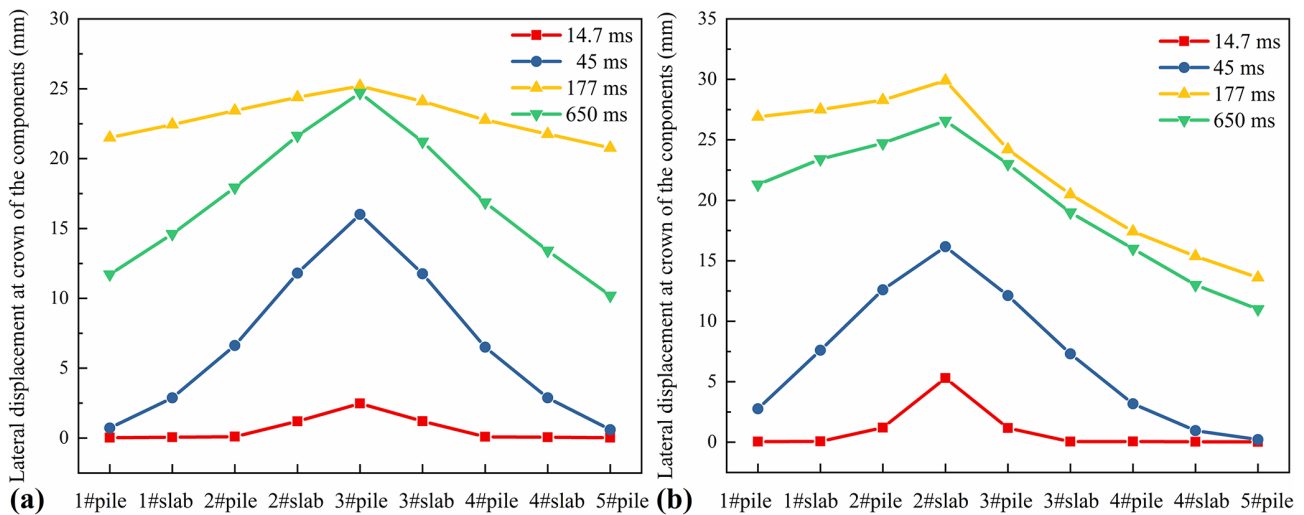 Lateral displacement at crown of the components (mm)
30
25
20
15
10
5
0
14.7 ms
45 ms
177 ms
650 ms
1#pile 1#slab 2#pile 2#slab 3#pile 3#slab 4#pile 4#slab 5#pile
(a)
Lateral displacement at crown of the conponents (mm)
35
30
25
20
15
10
5
0
14.7 ms
45 ms
177 ms
650 ms
1#pile 1#slab 2#pile 2#slab 3#pile 3#slab 4#pile 4#slab 5#pile
(b)